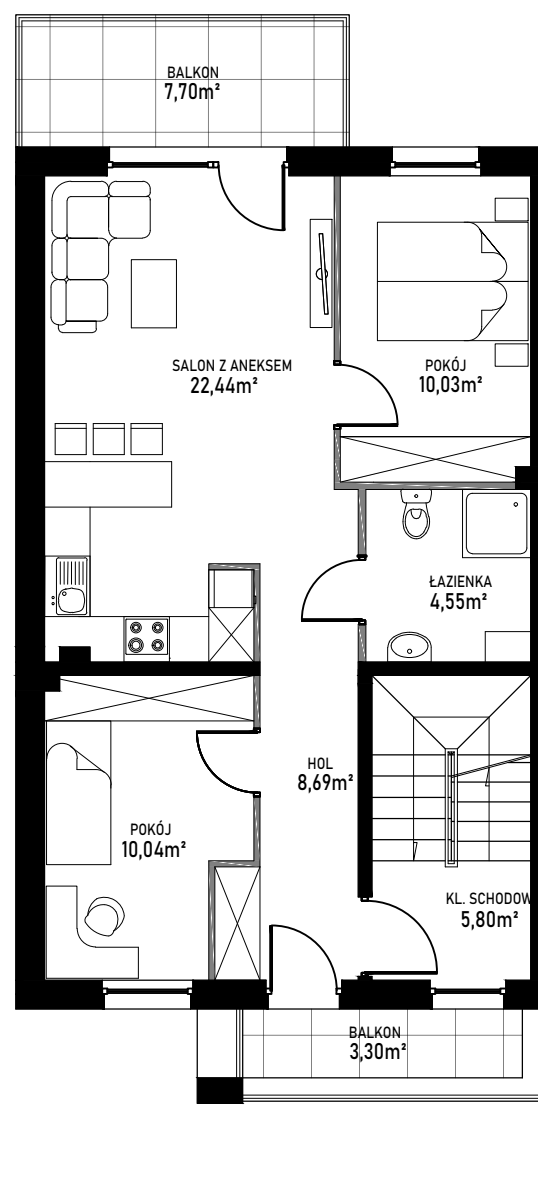 BALKON
7,70m²
SALON Z ANEKSEM
22,44m²
POKÓJ
10,03m²
ŁAZIENKA
4,55m²
HOL
8,69m²
POKÓJ
10,04m²
KL. SCHODOW
5,80m²
BALKON
3,30m²